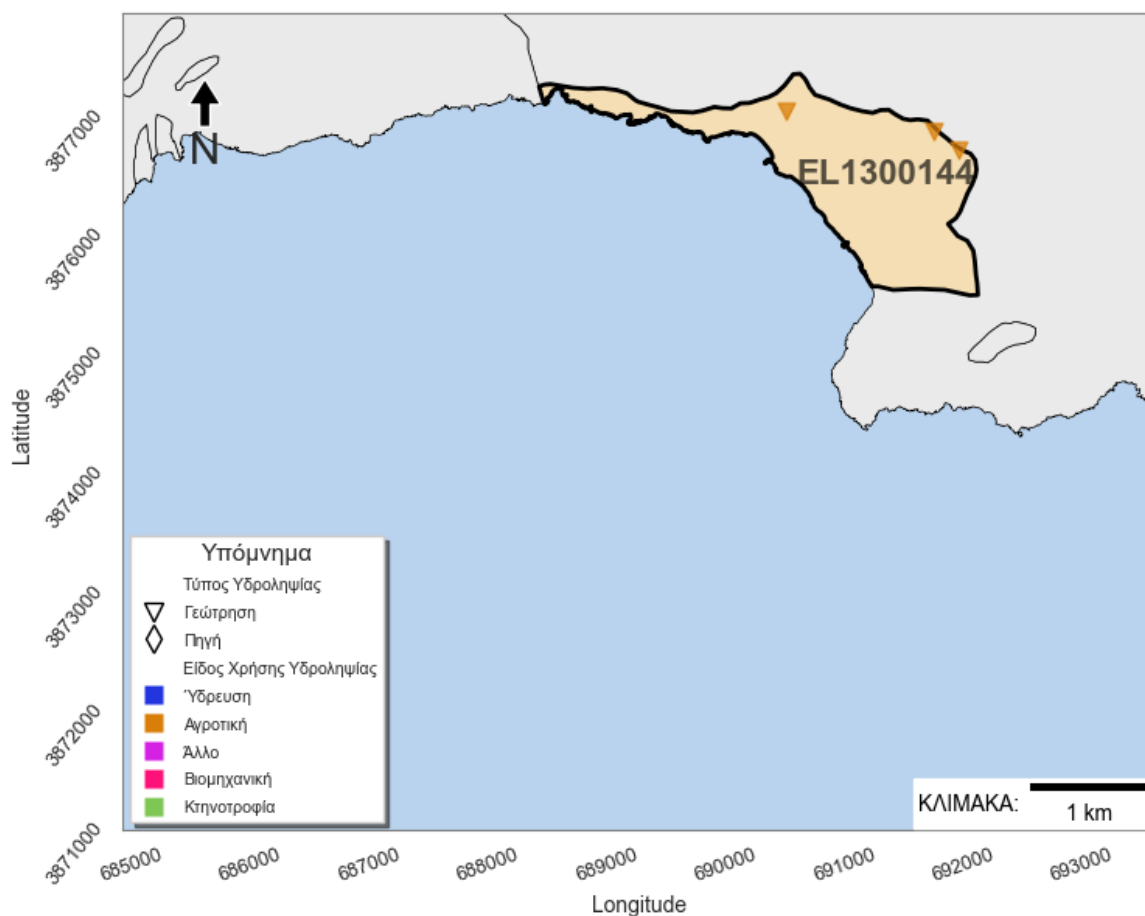 N
EL1300144
Latitude
3877000
3876000
3875000
3874000
3873000
3872000
3871000
Υπόμνημα
Τύπος Υδροληψίας
Γεώτρηση
Πηγή
Είδος Χρήσης Υδροληψίας
Ύδρευση
Αγροτική
Άλλο
Βιομηχανική
Κτηνοτροφία
ΚΛΙΜΑΚΑ:
1 km
685000 686000 687000 688000 689000 690000 691000 692000 693000
Longitude